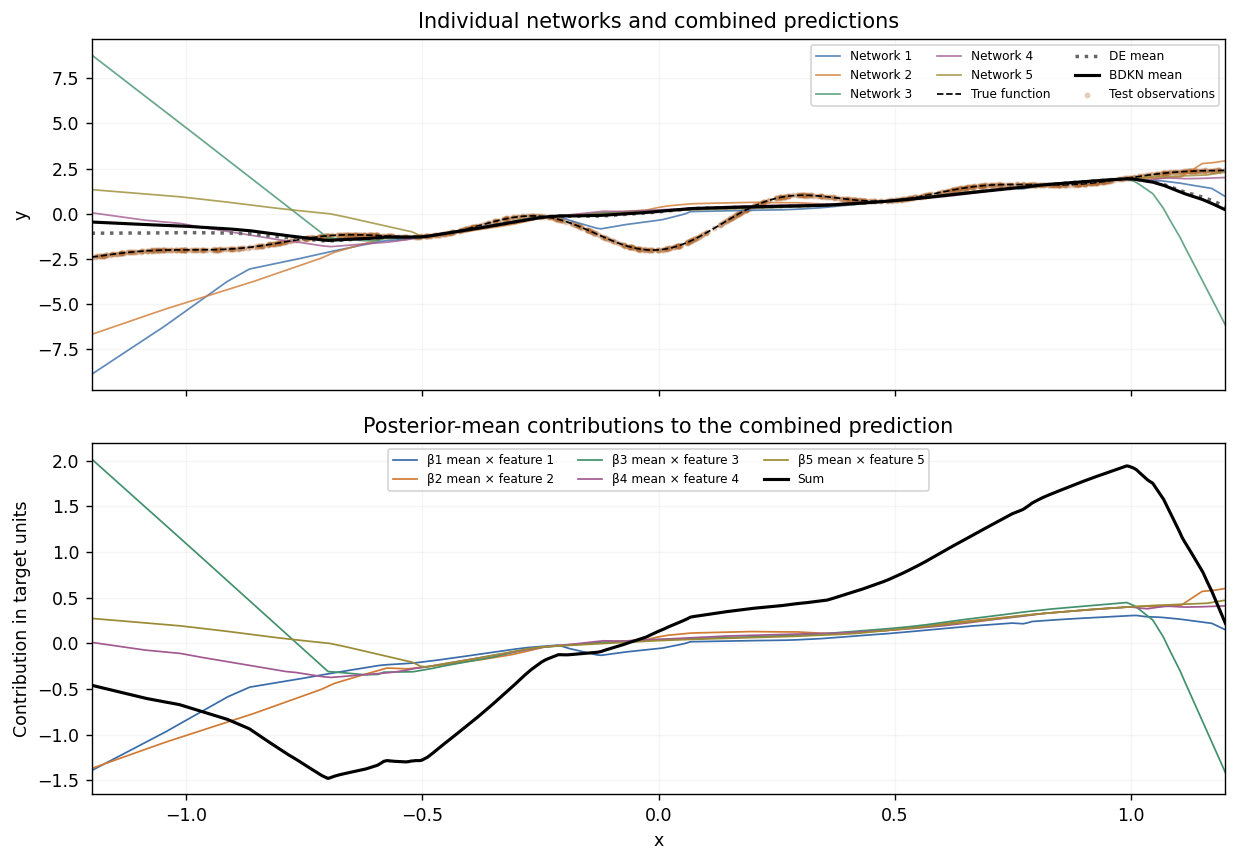 Individual networks and combined predictions
Network 1 Network 4 DE mean
Network 2 Network 5 BDKN mean
Network 3 True function Test observations
7.5
5.0
2.5
0.0
−2.5
−5.0
−7.5
y
Posterior-mean contributions to the combined prediction
β1 mean × feature 1 β3 mean × feature 3 β5 mean × feature 5
β2 mean × feature 2 β4 mean × feature 4 Sum
2.0
1.5
1.0
0.5
0.0
−0.5
−1.0
−1.5
Contribution in target units
−1.0 −0.5 0.0 0.5 1.0
x